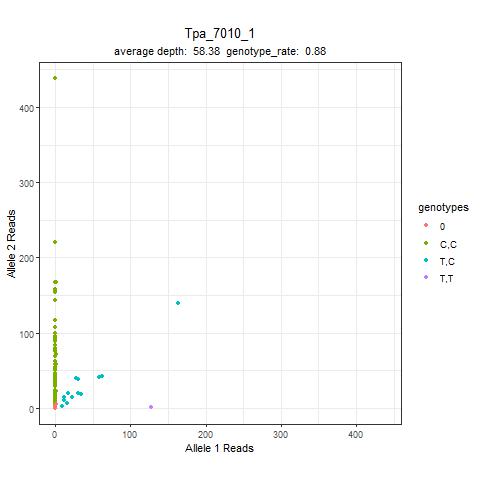 Tpa_7010_1
average depth:  58.38  genotype_rate:  0.88
400
300
200
100
0
Allele 2 Reads
0
100
200
300
400
Allele 1 Reads
genotypes
0
C,C
T,C
T,T